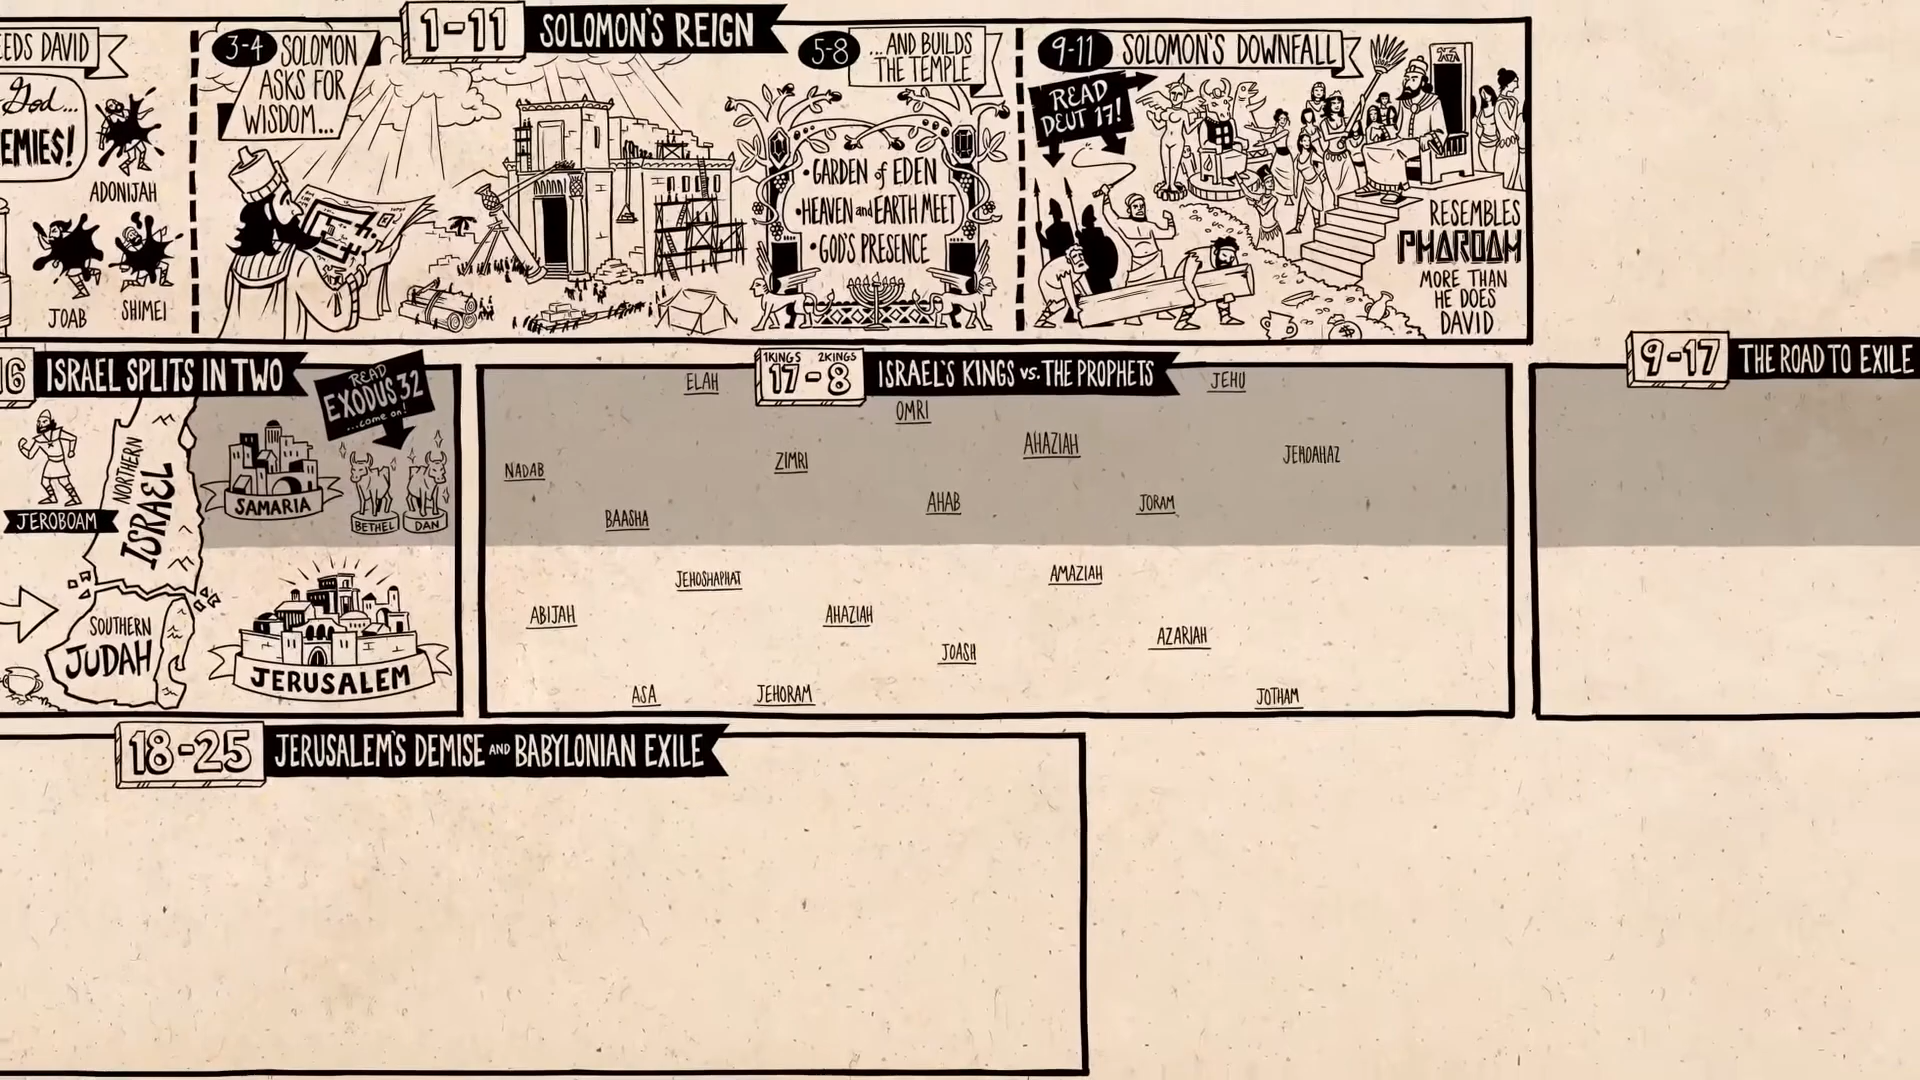 EEDS DAVID
God...
EMIES!
ADONIJAH
JOAB
SHIMEI
3-4 SOLOMON
ASKS FOR
WISDOM...
1-11 SOLOMON'S REIGN
5-8 ...AND BUILDS
THE TEMPLE
• GARDEN of EDEN
• HEAVEN and EARTH MEET
• GOD'S PRESENCE
9-11 SOLOMON'S DOWNFALL
READ
DEUT 17!
RESEMBLES
PHAROAH
MORE THAN
HE DOES
DAVID
$
16 ISRAEL SPLITS IN TWO
READ
EXODUS 32
...come on!
JEROBOAM
NORTHERN
ISRAEL
SAMARIA
BETHEL
DAN
SOUTHERN
JUDAH
JERUSALEM
1KINGS 2KINGS
17-8 ISRAEL'S KINGS vs. THE PROPHETS
ELAH
JEHU
OMRI
AHAZIAH
JEHOAHAZ
ZIMRI
NADAB
AHAB
JORAM
BAASHA
JEHOSHAPHAT
AMAZIAH
ABIJAH
AHAZIAH
AZARIAH
JOASH
ASA
JEHORAM
JOTHAM
9-17 THE ROAD TO EXILE
18-25 JERUSALEM'S DEMISE AND BABYLONIAN EXILE